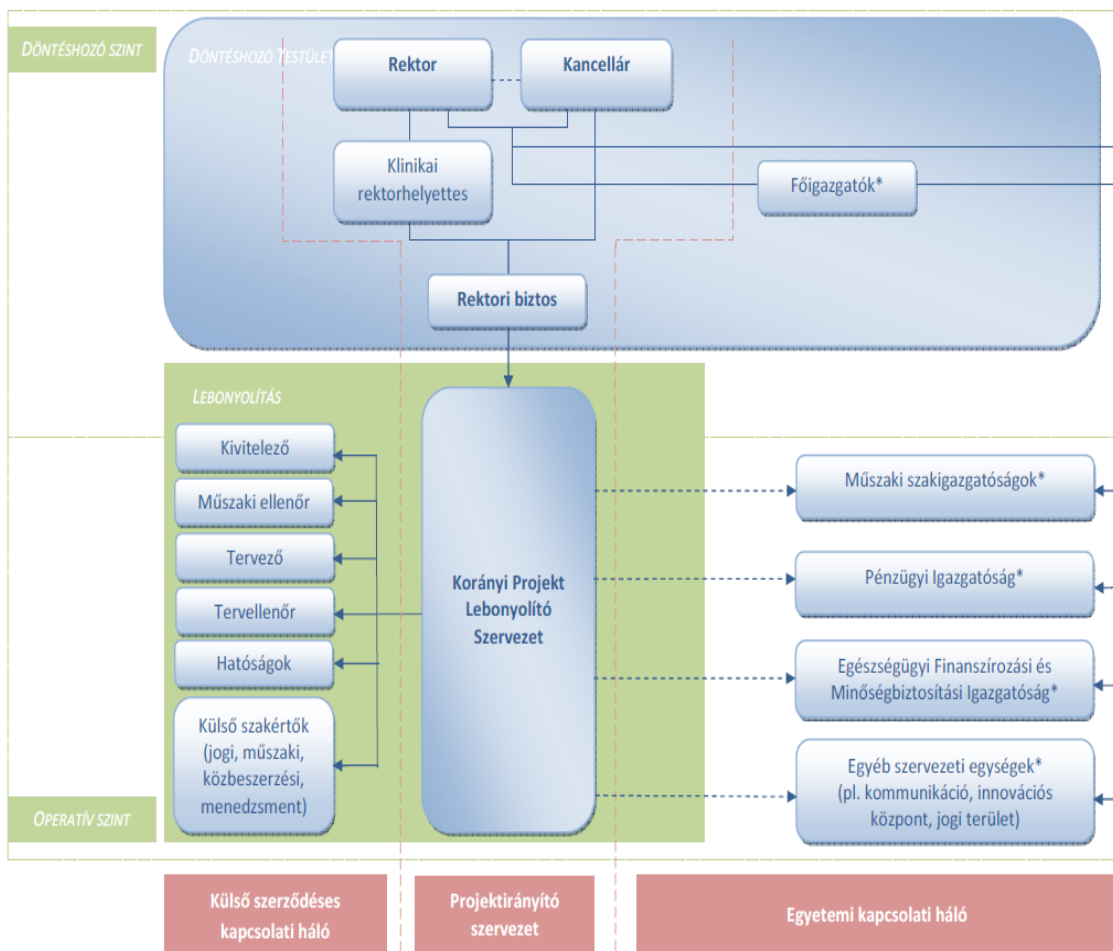 DÖNTÉSHOZÓ SZINT
DÖNTÉSHOZÓ TESTÜLET
Rektor
Kancellár
Klinikai
rektorhelyettes
Főigazgatók*
Rektori biztos
LEBONYOLÍTÁS
Kivitelező
Műszaki ellenőr
Tervező
Tervellenőr
Hatóságok
Külső szakértők
(jogi, műszaki,
közbeszerzési,
menedzsment)
Korányi Projekt
Lebonyolító
Szervezet
Műszaki szakigazgatóságok*
Pénzügyi Igazgatóság*
Egészségügyi Finanszírozási és
Minőségbiztosítási Igazgatóság*
Egyéb szervezeti egységek*
(pl. kommunikáció, innovációs
központ, jogi terület)
OPERATÍV SZINT
Külső szerződéses
kapcsolati háló
Projektirányító
szervezet
Egyetemi kapcsolati háló